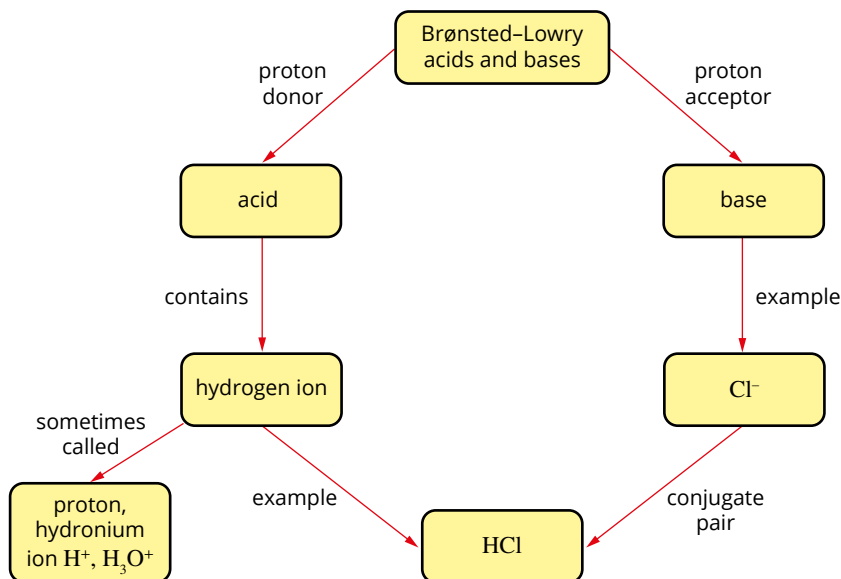 Brønsted–Lowry
acids and bases
proton
donor
proton
acceptor
acid
base
contains
example
hydrogen ion
Cl⁻
sometimes
called
example
conjugate
pair
proton,
hydronium
ion H⁺, H₃O⁺
HCl